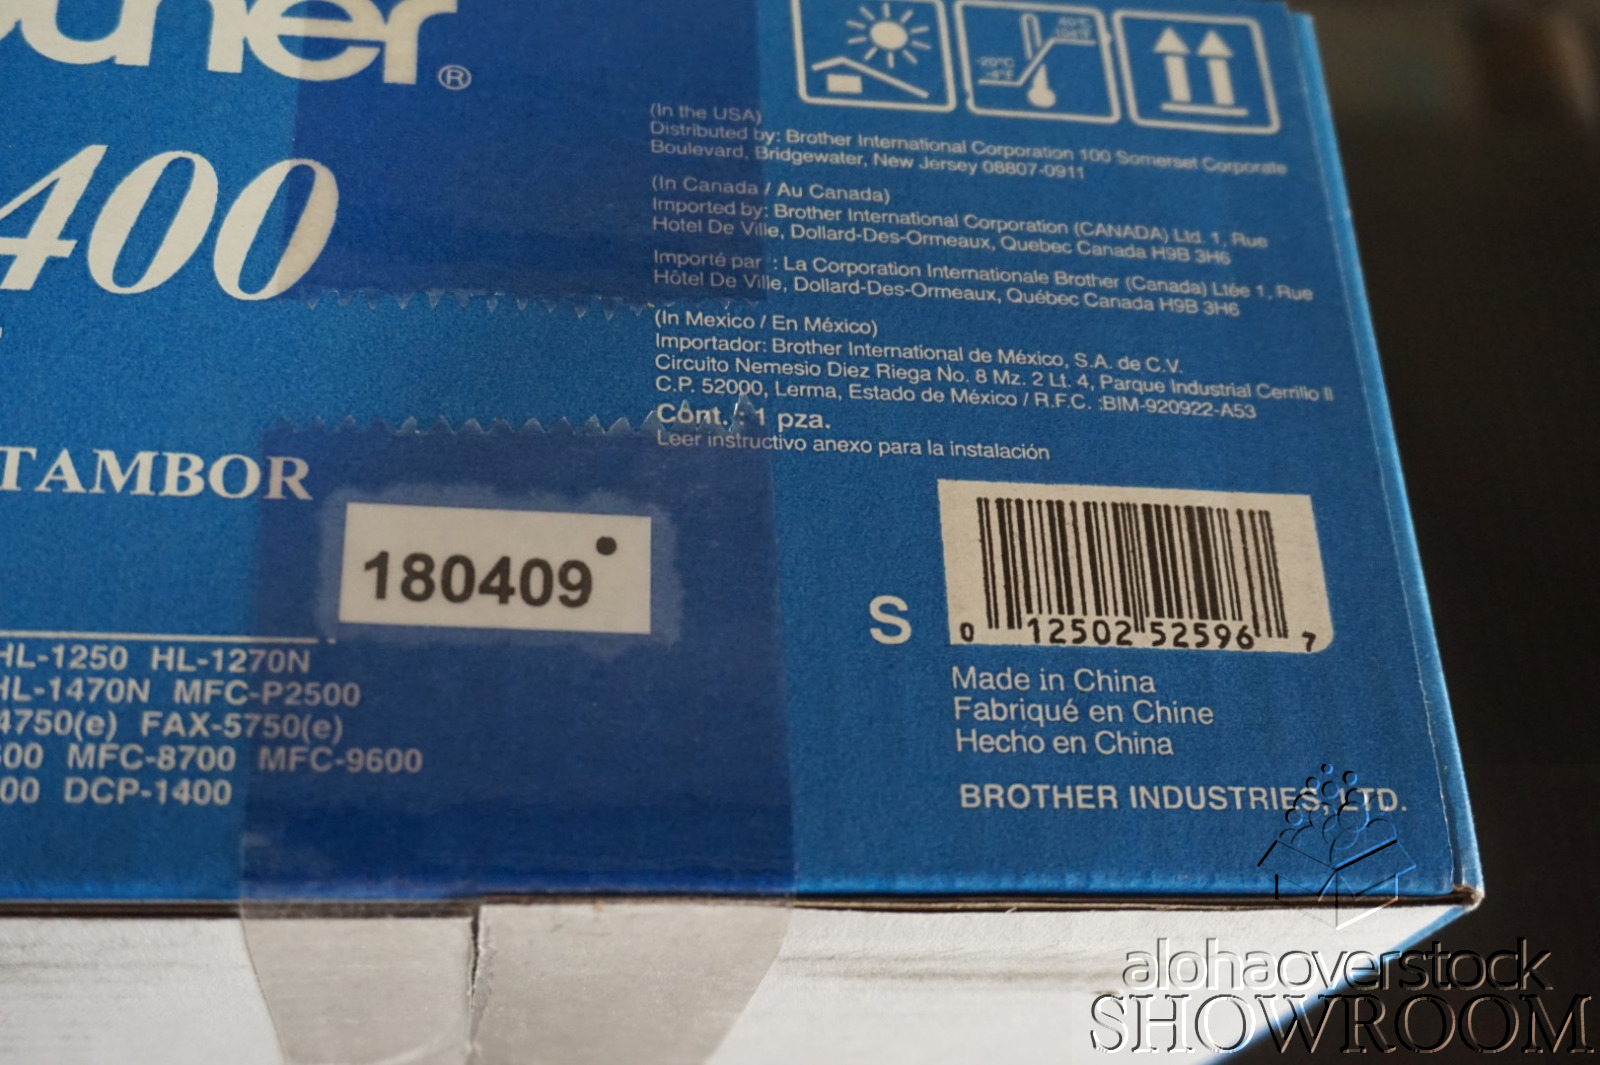 ®
400
TAMBOR
180409
HL-1250 HL-1270N
HL-1470N MFC-P2500
4750(e) FAX-5750(e)
00 MFC-8700 MFC-9600
00 DCP-1400
-20°C
-4°F
(In the USA)
Distributed by: Brother International Corporation 100 Somerset Corporate
Boulevard, Bridgewater, New Jersey 08807-0911
(In Canada / Au Canada)
Imported by: Brother International Corporation (CANADA) Ltd. 1, Rue
Hotel De Ville, Dollard-Des-Ormeaux, Quebec Canada H9B 3H6
Importé par : La Corporation Internationale Brother (Canada) Ltée 1, Rue
Hôtel De Ville, Dollard-Des-Ormeaux, Québec Canada H9B 3H6
(In Mexico / En México)
Importador: Brother International de México, S.A. de C.V.
Circuito Nemesio Diez Riega No. 8 Mz. 2 Lt. 4, Parque Industrial Cerrillo II
C.P. 52000, Lerma, Estado de México / R.F.C. :BIM-920922-A53
Cont. : 1 pza.
Leer instructivo anexo para la instalación
S
0 12502 52596 7
Made in China
Fabriqué en Chine
Hecho en China
BROTHER INDUSTRIES, LTD.
alohaoverstock
SHOWROOM